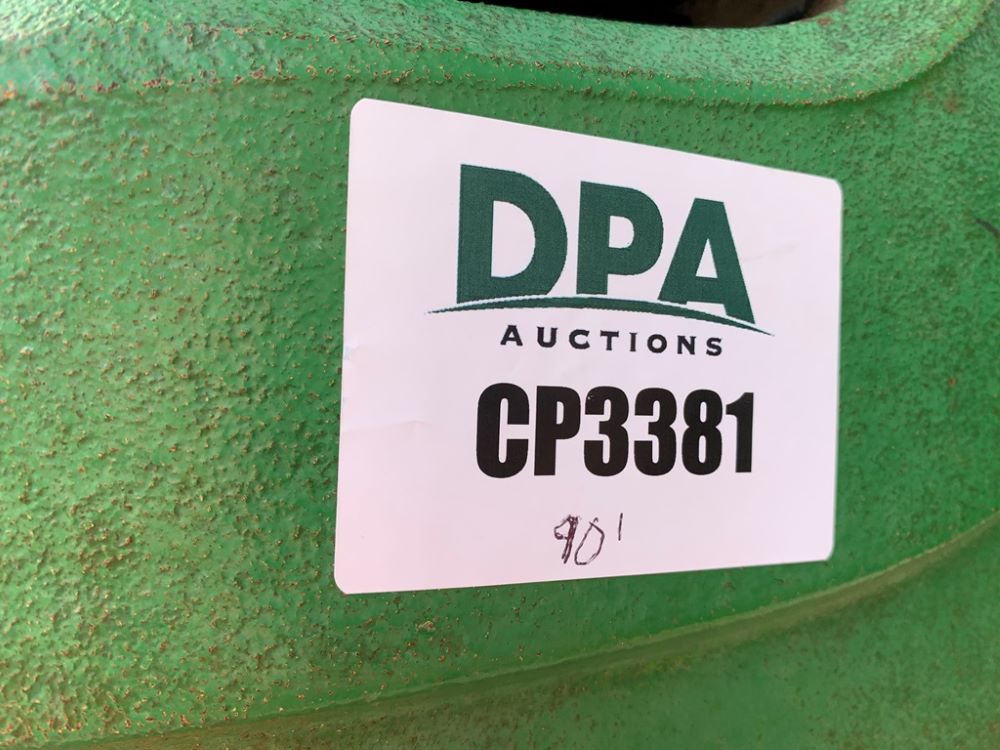 DPA
AUCTIONS
CP3381
90'